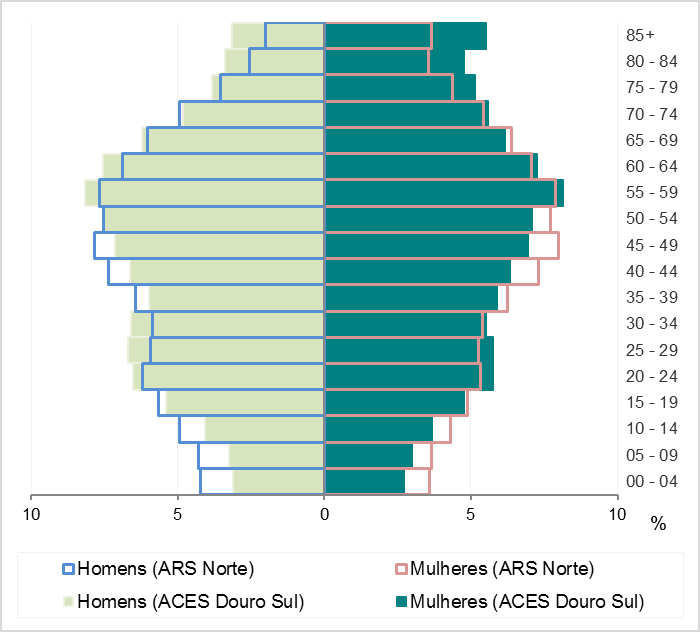 85+
80 - 84
75 - 79
70 - 74
65 - 69
60 - 64
55 - 59
50 - 54
45 - 49
40 - 44
35 - 39
30 - 34
25 - 29
20 - 24
15 - 19
10 - 14
05 - 09
00 - 04
10 5 0 5 10
%
Homens (ARS Norte) Mulheres (ARS Norte)
Homens (ACES Douro Sul) Mulheres (ACES Douro Sul)